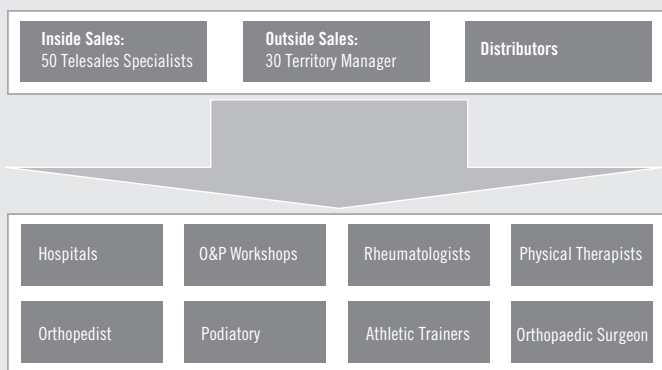 Inside Sales:
50 Telesales Specialists
Outside Sales:
30 Territory Manager
Distributors
Hospitals
O&P Workshops
Rheumatologists
Physical Therapists
Orthopedist
Podiatory
Athletic Trainers
Orthopaedic Surgeon